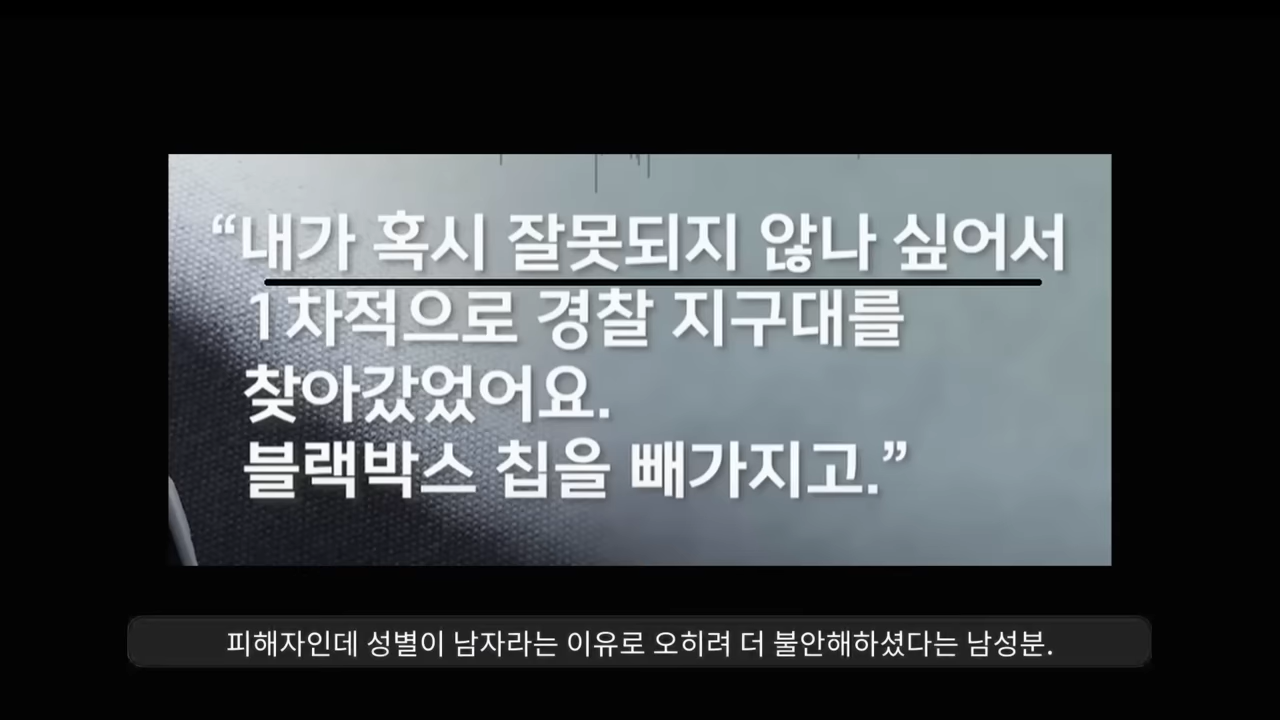 “내가 혹시 잘못되지 않나 싶어서
1차적으로 경찰 지구대를
찾아갔었어요.
블랙박스 칩을 빼가지고.”
피해자인데 성별이 남자라는 이유로 오히려 더 불안해하셨다는 남성분.